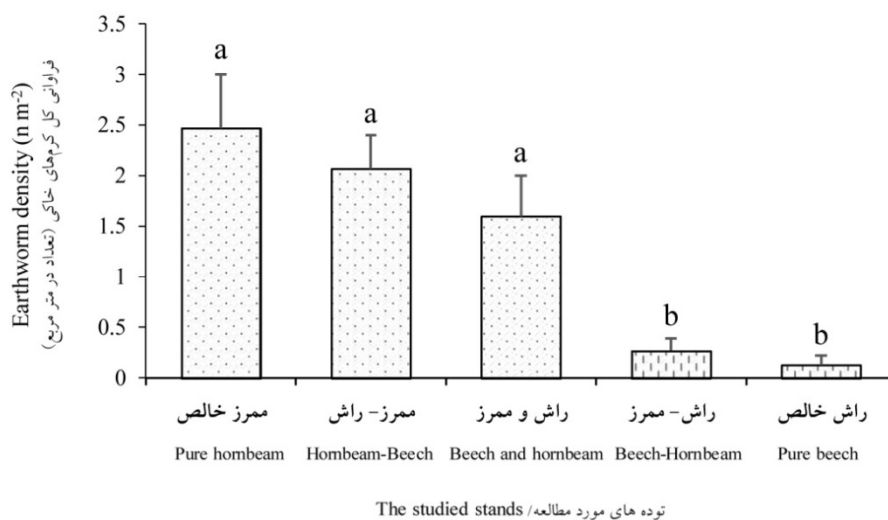 Earthworm density (n m⁻²)
فراوانی کل کرم‌های خاکی (تعداد در متر مربع)
3.5
3
2.5
2
1.5
1
0.5
0
a
a
a
b
b
ممرز خالص
ممرز- راش
راش و ممرز
راش- ممرز
راش خالص
Pure hornbeam
Hornbeam-Beech
Beech and hornbeam
Beech-Hornbeam
Pure beech
The studied stands/ توده های مورد مطالعه